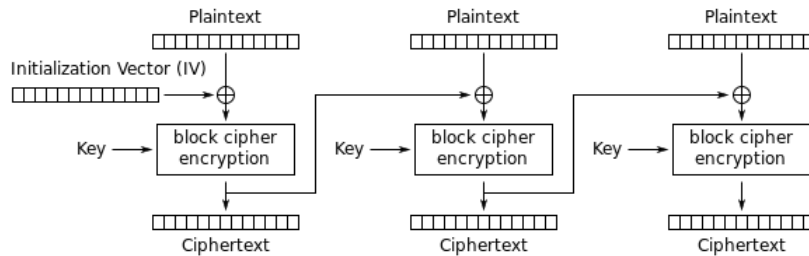 Plaintext
Plaintext
Plaintext
Initialization Vector (IV)
Key
block cipher
encryption
Key
block cipher
encryption
Key
block cipher
encryption
Ciphertext
Ciphertext
Ciphertext